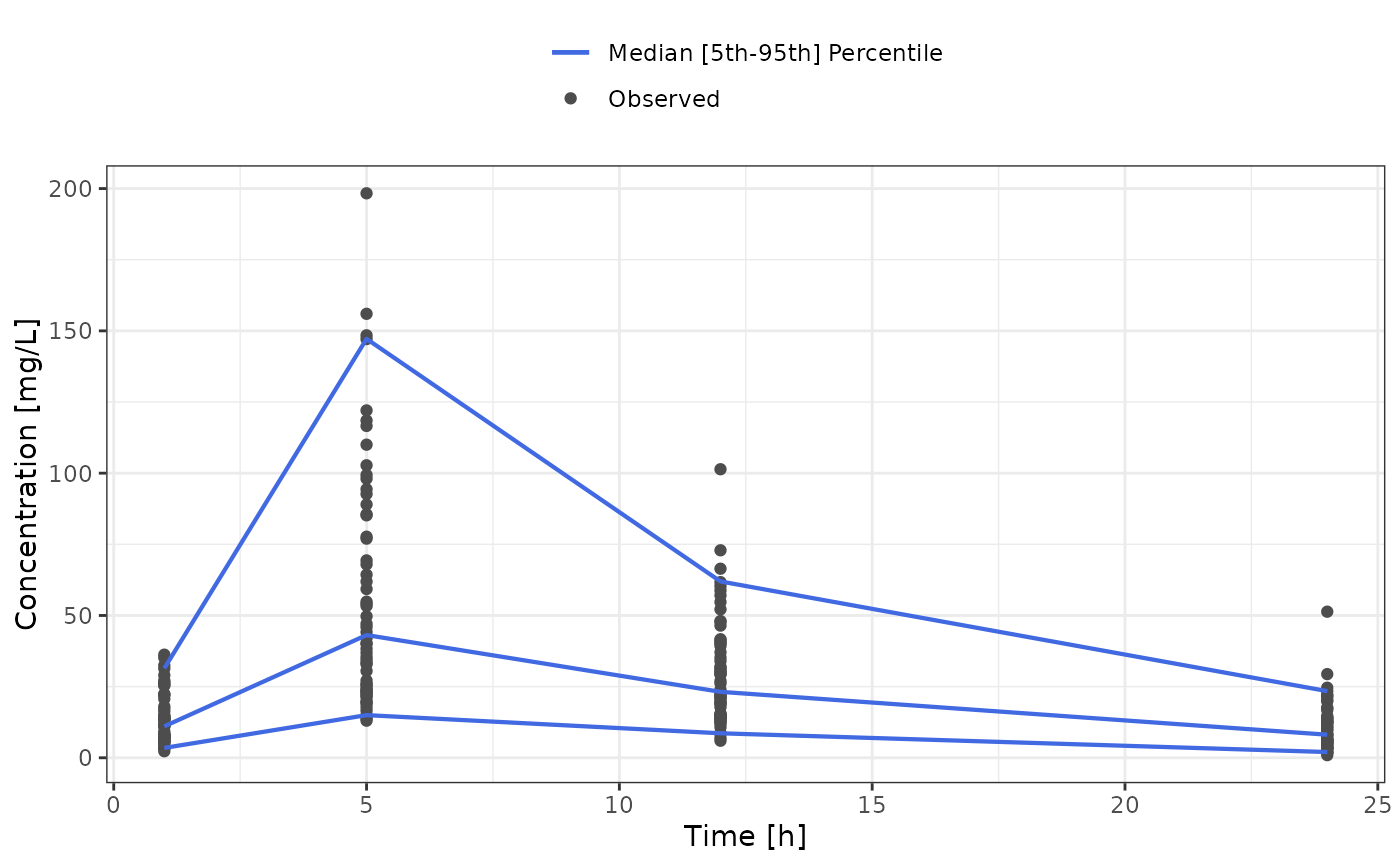 Median [5th-95th] Percentile
Observed
200
150
100
50
0
Concentration [mg/L]
0 5 10 15 20 25
Time [h]